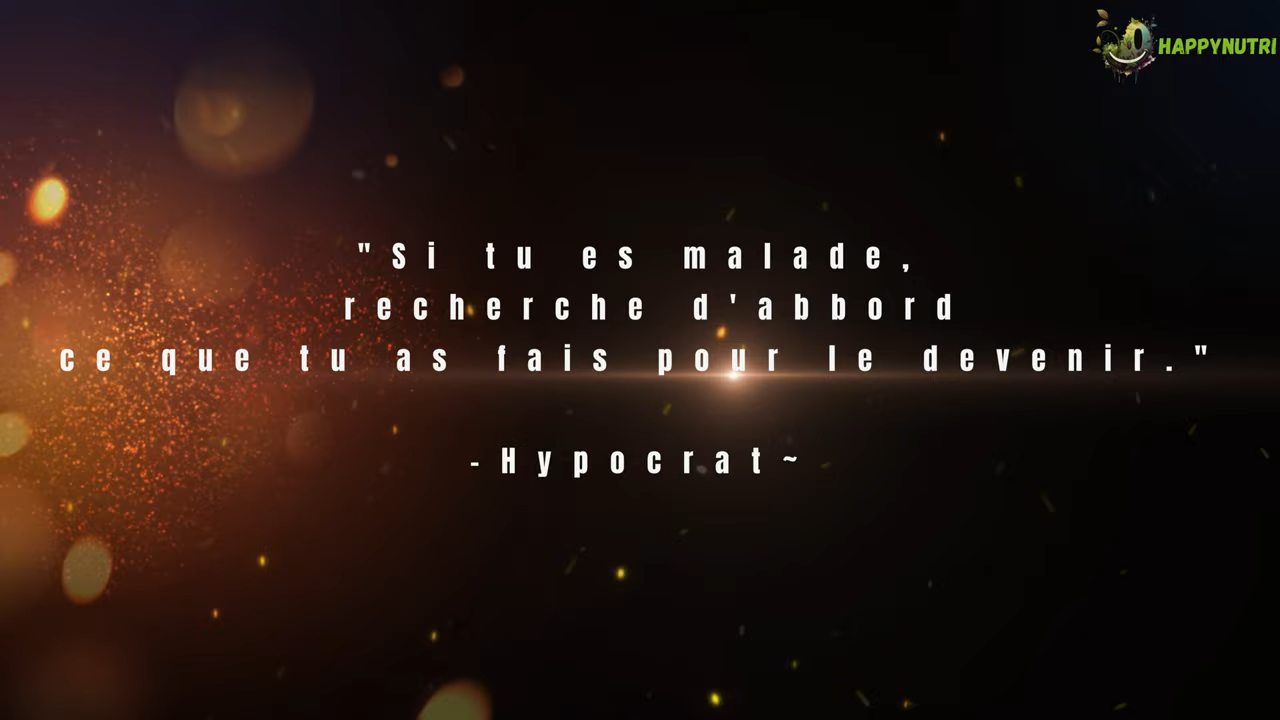 HAPPYNUTRI
"Si tu es malade,
recherche d'abbord
ce que tu as fais pour le devenir."
-Hypocrat~